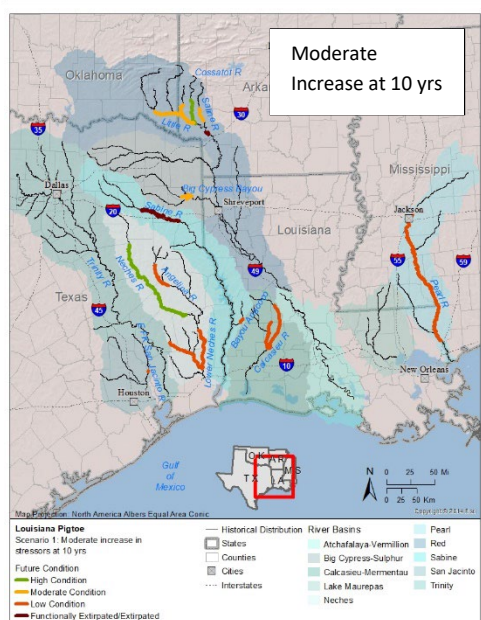 Moderate
Increase at 10 yrs
Oklahoma
Cossatot R
Arka
30
Little R
Saline R
35
Mississippi
Dallas
Big Cypress Bayou
Shreveport
20
Sabine R
Jackson
Louisiana
55
59
49
Neches R
Angelina R
Trinity R
Pearl R
Texas
45
Lower Neches R
Bayou Anacoco
Calcasieu R
10
New Orleans
Houston
Gulf
of
Mexico
OK
AR
TX
LA
MS
N
0 25 50 Mi
0 25 50 Km
Map Projection: North America Albers Equal Area Conic
Louisiana Pigtoe
Scenario 1: Moderate increase in
stressors at 10 yrs
Future Condition
High Condition
Moderate Condition
Low Condition
Functionally Extirpated/Extirpated
Historical Distribution
States
Counties
Cities
Interstates
River Basins
Atchafalaya-Vermillion
Big Cypress-Sulphur
Calcasieu-Mermentau
Lake Maurepas
Neches
Pearl
Red
Sabine
San Jacinto
Trinity